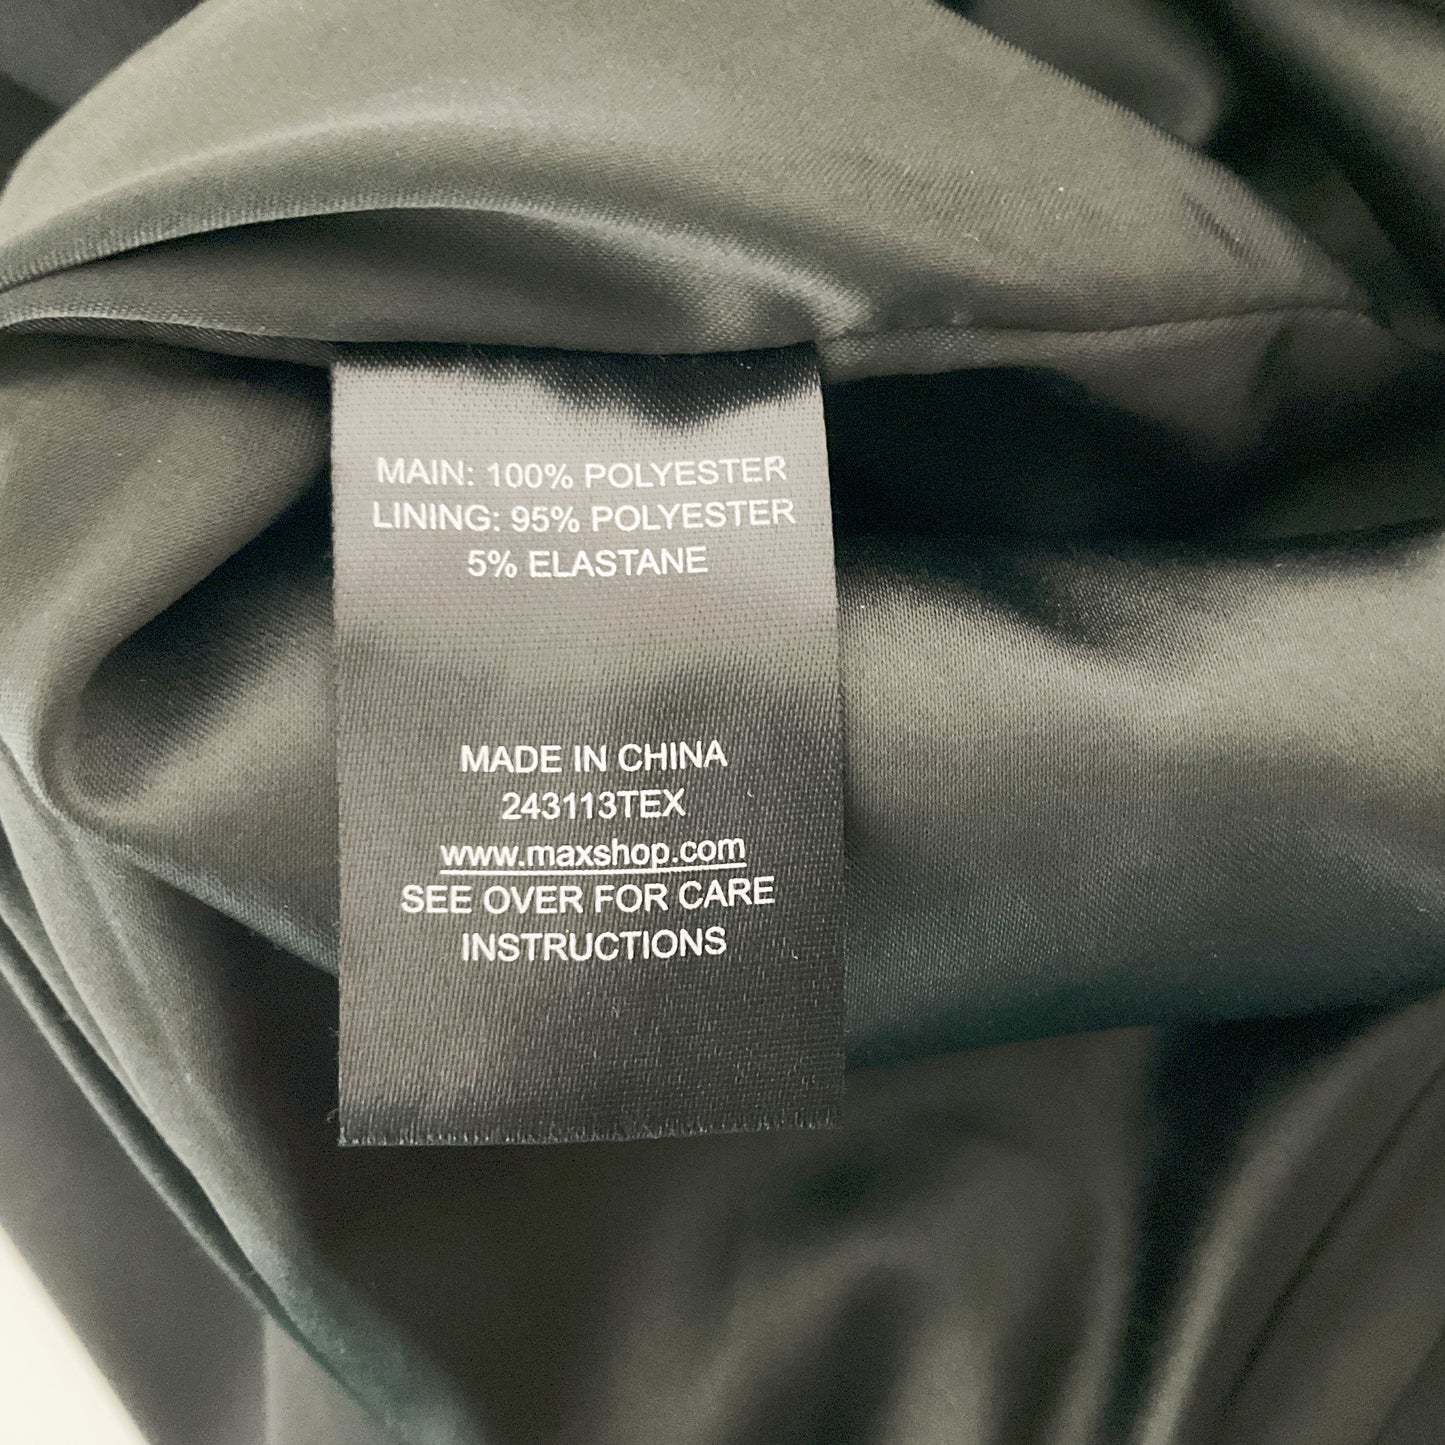 MAIN: 100% POLYESTER
LINING: 95% POLYESTER
5% ELASTANE
MADE IN CHINA
243113TEX
www.maxshop.com
SEE OVER FOR CARE
INSTRUCTIONS